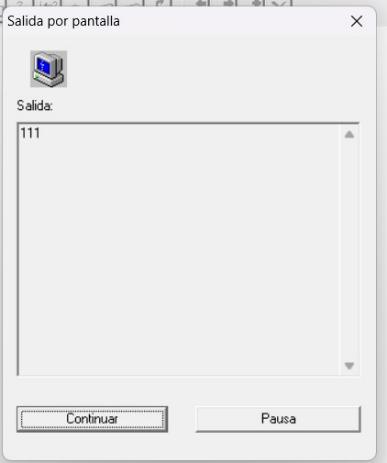 Salida por pantalla
Salida:
111
Continuar
Pausa